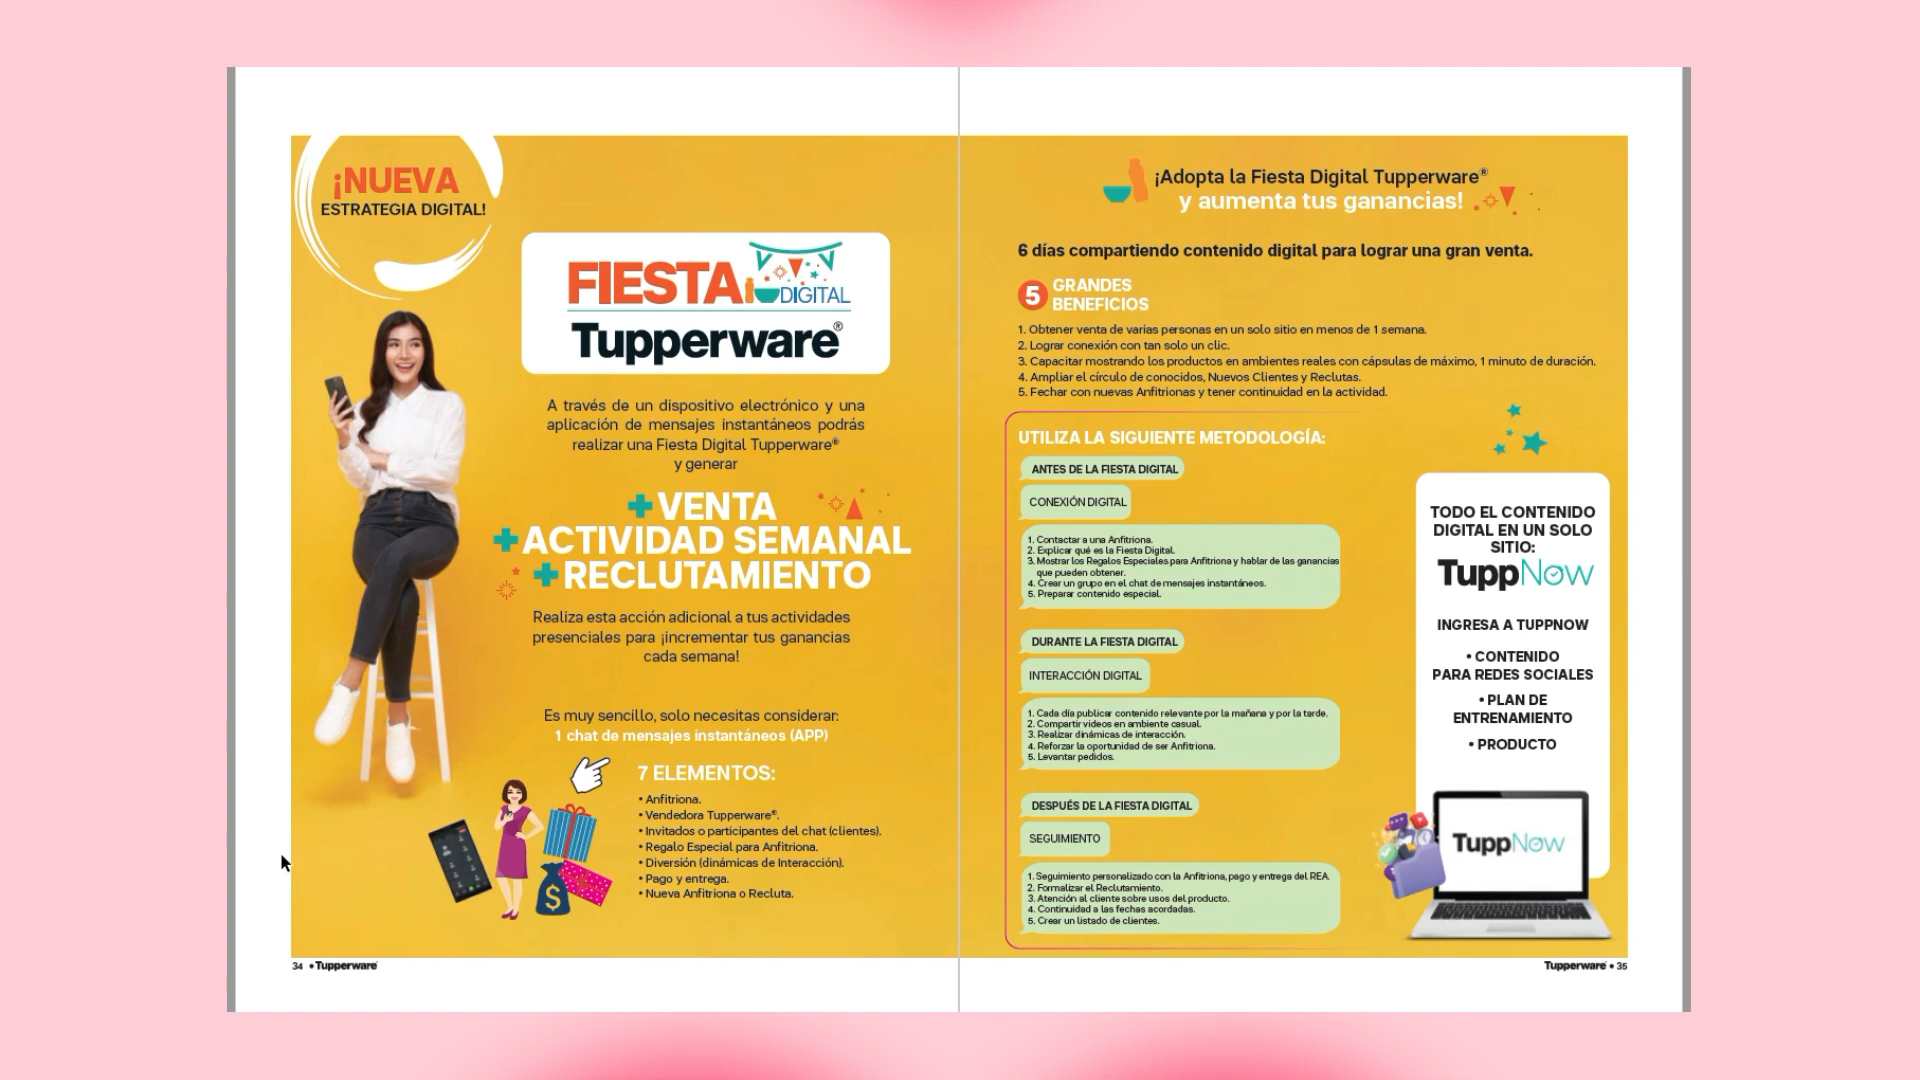 ¡NUEVA
ESTRATEGIA DIGITAL!
FIESTA DIGITAL
Tupperware®
A través de un dispositivo electrónico y una
aplicación de mensajes instantáneos podrás
realizar una Fiesta Digital Tupperware®
y generar
+VENTA
+ACTIVIDAD SEMANAL
+RECLUTAMIENTO
Realiza esta acción adicional a tus actividades
presenciales para ¡incrementar tus ganancias
cada semana!
Es muy sencillo, solo necesitas considerar:
1 chat de mensajes instantáneos (APP)
7 ELEMENTOS:
• Anfitriona.
• Vendedora Tupperware®.
• Invitados o participantes del chat (clientes).
• Regalo Especial para Anfitriona.
• Diversión (dinámicas de Interacción).
• Pago y entrega.
• Nueva Anfitriona o Recluta.
$
34 • Tupperware
¡Adopta la Fiesta Digital Tupperware®
y aumenta tus ganancias!
6 días compartiendo contenido digital para lograr una gran venta.
5 GRANDES
BENEFICIOS
1. Obtener venta de varias personas en un solo sitio en menos de 1 semana.
2. Lograr conexión con tan solo un clic.
3. Capacitar mostrando los productos en ambientes reales con cápsulas de máximo, 1 minuto de duración.
4. Ampliar el círculo de conocidos, Nuevos Clientes y Reclutas.
5. Fechar con nuevas Anfitrionas y tener continuidad en la actividad.
UTILIZA LA SIGUIENTE METODOLOGÍA:
ANTES DE LA FIESTA DIGITAL
CONEXIÓN DIGITAL
1. Contactar a una Anfitriona.
2. Explicar qué es la Fiesta Digital.
3. Mostrar los Regalos Especiales para Anfitriona y hablar de las ganancias
que pueden obtener.
4. Crear un grupo en el chat de mensajes instantáneos.
5. Preparar contenido especial.
DURANTE LA FIESTA DIGITAL
INTERACCIÓN DIGITAL
1. Cada día publicar contenido relevante por la mañana y por la tarde.
2. Compartir videos en ambiente casual.
3. Realizar dinámicas de interacción.
4. Reforzar la oportunidad de ser Anfitriona.
5. Levantar pedidos.
DESPUÉS DE LA FIESTA DIGITAL
SEGUIMIENTO
1. Seguimiento personalizado con la Anfitriona, pago y entrega del REA.
2. Formalizar el Reclutamiento.
3. Atención al cliente sobre usos del producto.
4. Continuidad a las fechas acordadas.
5. Crear un listado de clientes.
TODO EL CONTENIDO
DIGITAL EN UN SOLO
SITIO:
TuppNow
INGRESA A TUPPNOW
• CONTENIDO
PARA REDES SOCIALES
• PLAN DE
ENTRENAMIENTO
• PRODUCTO
TuppNow
Tupperware • 35